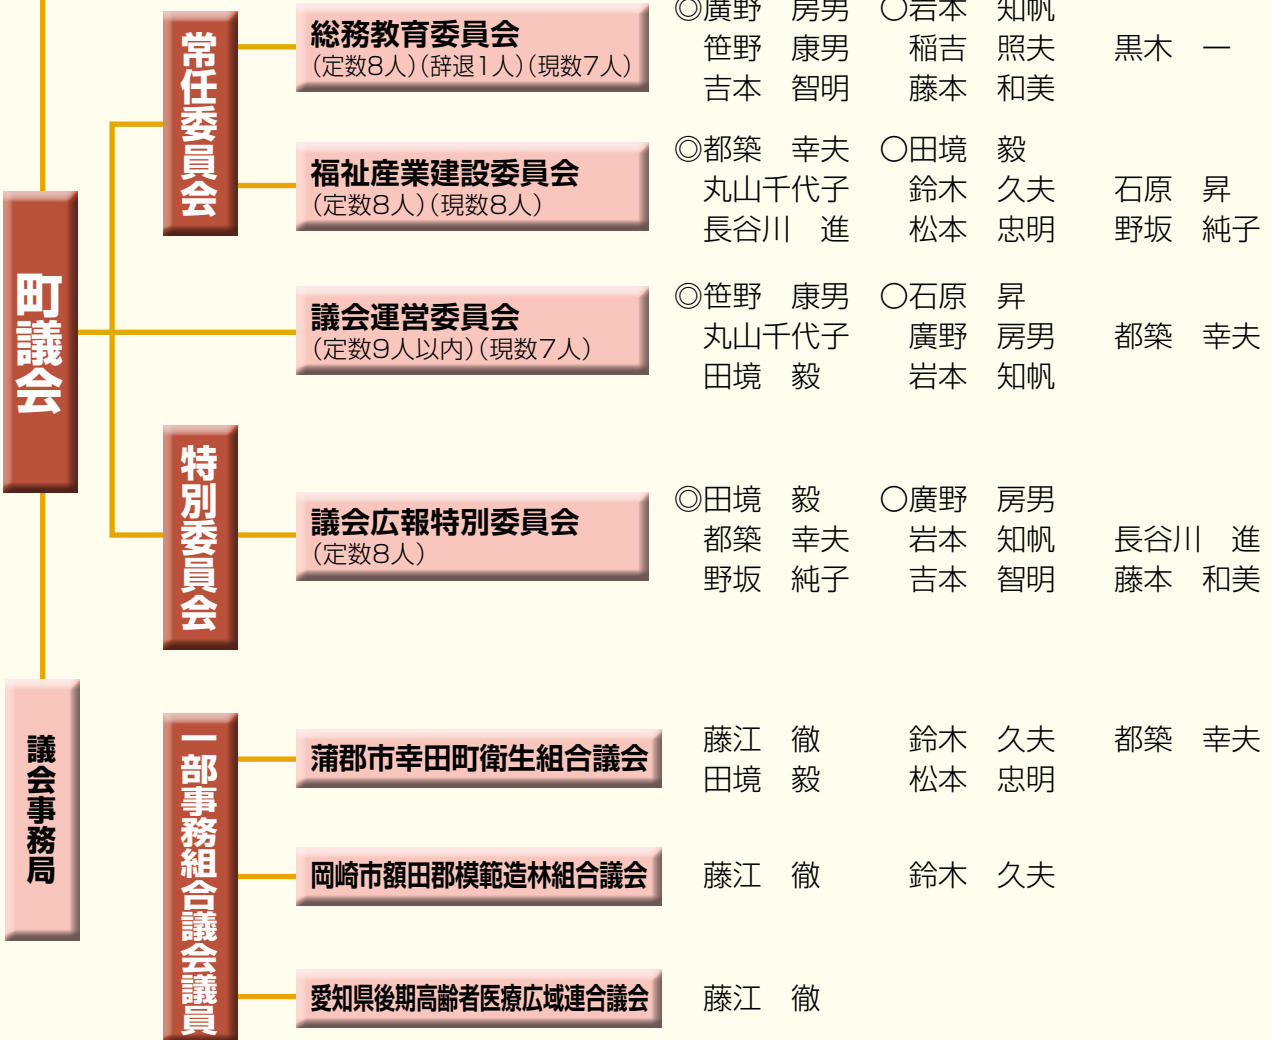 町議会
議会事務局
常任委員会
総務教育委員会
(定数8人)(辞退1人)(現数7人)
◎廣野 房男 ○岩本 知帆
笹野 康男 稲吉 照夫 黒木 一
吉本 智明 藤本 和美
福祉産業建設委員会
(定数8人)(現数8人)
◎都築 幸夫 ○田境 毅
丸山千代子 鈴木 久夫 石原 昇
長谷川 進 松本 忠明 野坂 純子
議会運営委員会
(定数9人以内)(現数7人)
◎笹野 康男 ○石原 昇
丸山千代子 廣野 房男 都築 幸夫
田境 毅 岩本 知帆
特別委員会
議会広報特別委員会
(定数8人)
◎田境 毅 ○廣野 房男
都築 幸夫 岩本 知帆 長谷川 進
野坂 純子 吉本 智明 藤本 和美
一部事務組合議会議員
蒲郡市幸田町衛生組合議会
藤江 徹 鈴木 久夫 都築 幸夫
田境 毅 松本 忠明
岡崎市額田郡模範造林組合議会
藤江 徹 鈴木 久夫
愛知県後期高齢者医療広域連合議会
藤江 徹